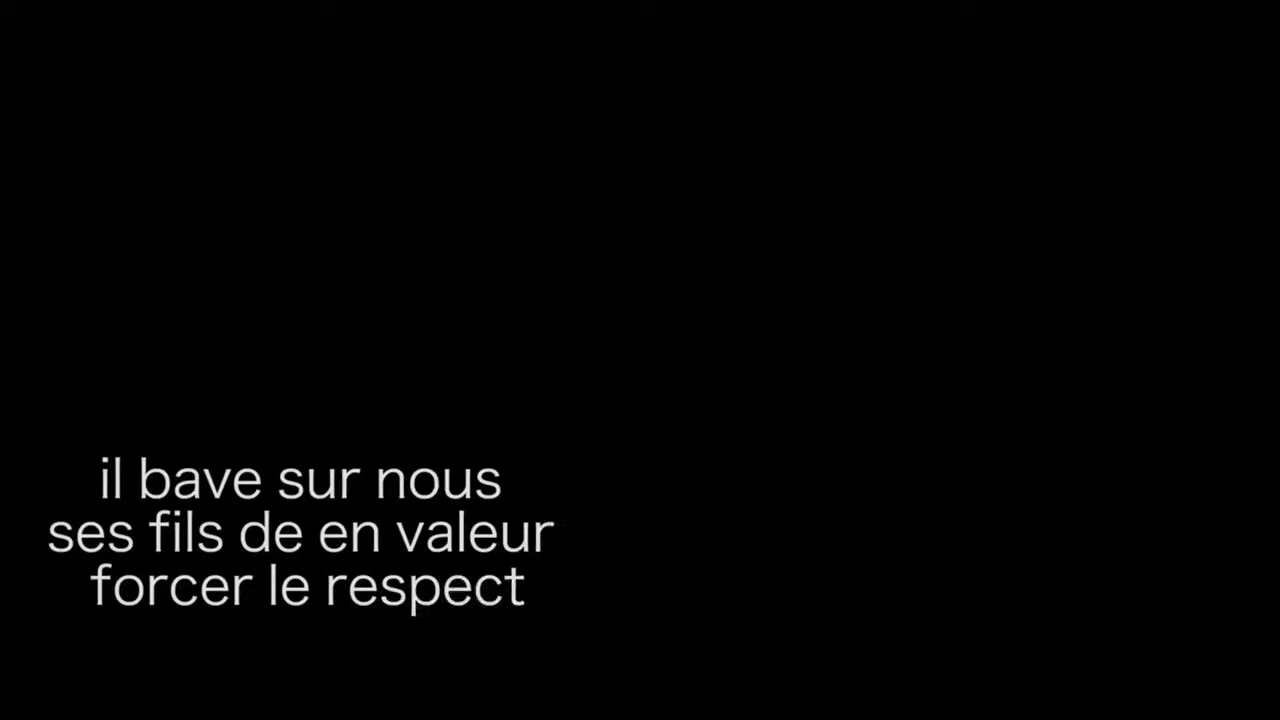 il bave sur nous
ses fils de en valeur
forcer le respect